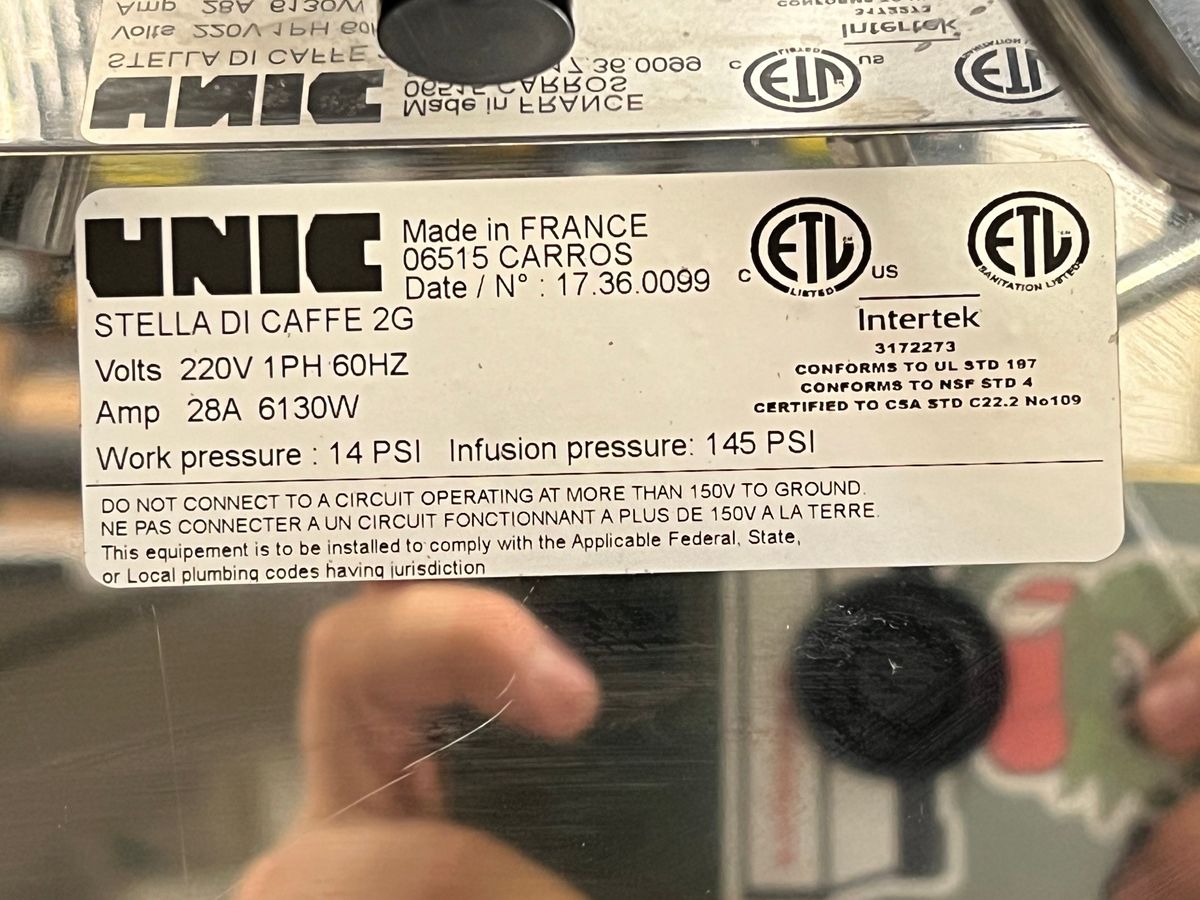 UNIC
Made in FRANCE
06515 CARROS
Date / N° : 17.36.0099
STELLA DI CAFFE 2G
Volts 220V 1PH 60HZ
Amp 28A 6130W
Work pressure : 14 PSI Infusion pressure: 145 PSI
C ETL US
LISTED
ETL
SANITATION LISTED
Intertek
3172273
CONFORMS TO UL STD 197
CONFORMS TO NSF STD 4
CERTIFIED TO CSA STD C22.2 No109
DO NOT CONNECT TO A CIRCUIT OPERATING AT MORE THAN 150V TO GROUND.
NE PAS CONNECTER A UN CIRCUIT FONCTIONNANT A PLUS DE 150V A LA TERRE.
This equipement is to be installed to comply with the Applicable Federal, State,
or Local plumbing codes having jurisdiction